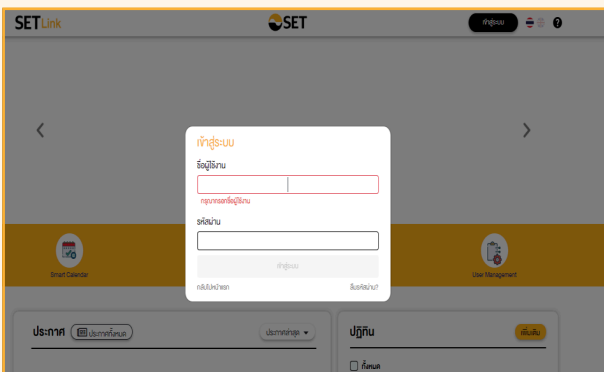 SETLink
SET
เข้าสู่ระบบ
เข้าสู่ระบบ
ชื่อผู้ใช้งาน
กรุณากรอกชื่อผู้ใช้งาน
รหัสผ่าน
เข้าสู่ระบบ
กลับไปหน้าแรก
ลืมรหัสผ่าน?
Smart Calendar
User Management
ประกาศ
ประกาศทั้งหมด
ประกาศล่าสุด
ปฏิทิน
เพิ่มเติม
ทั้งหมด